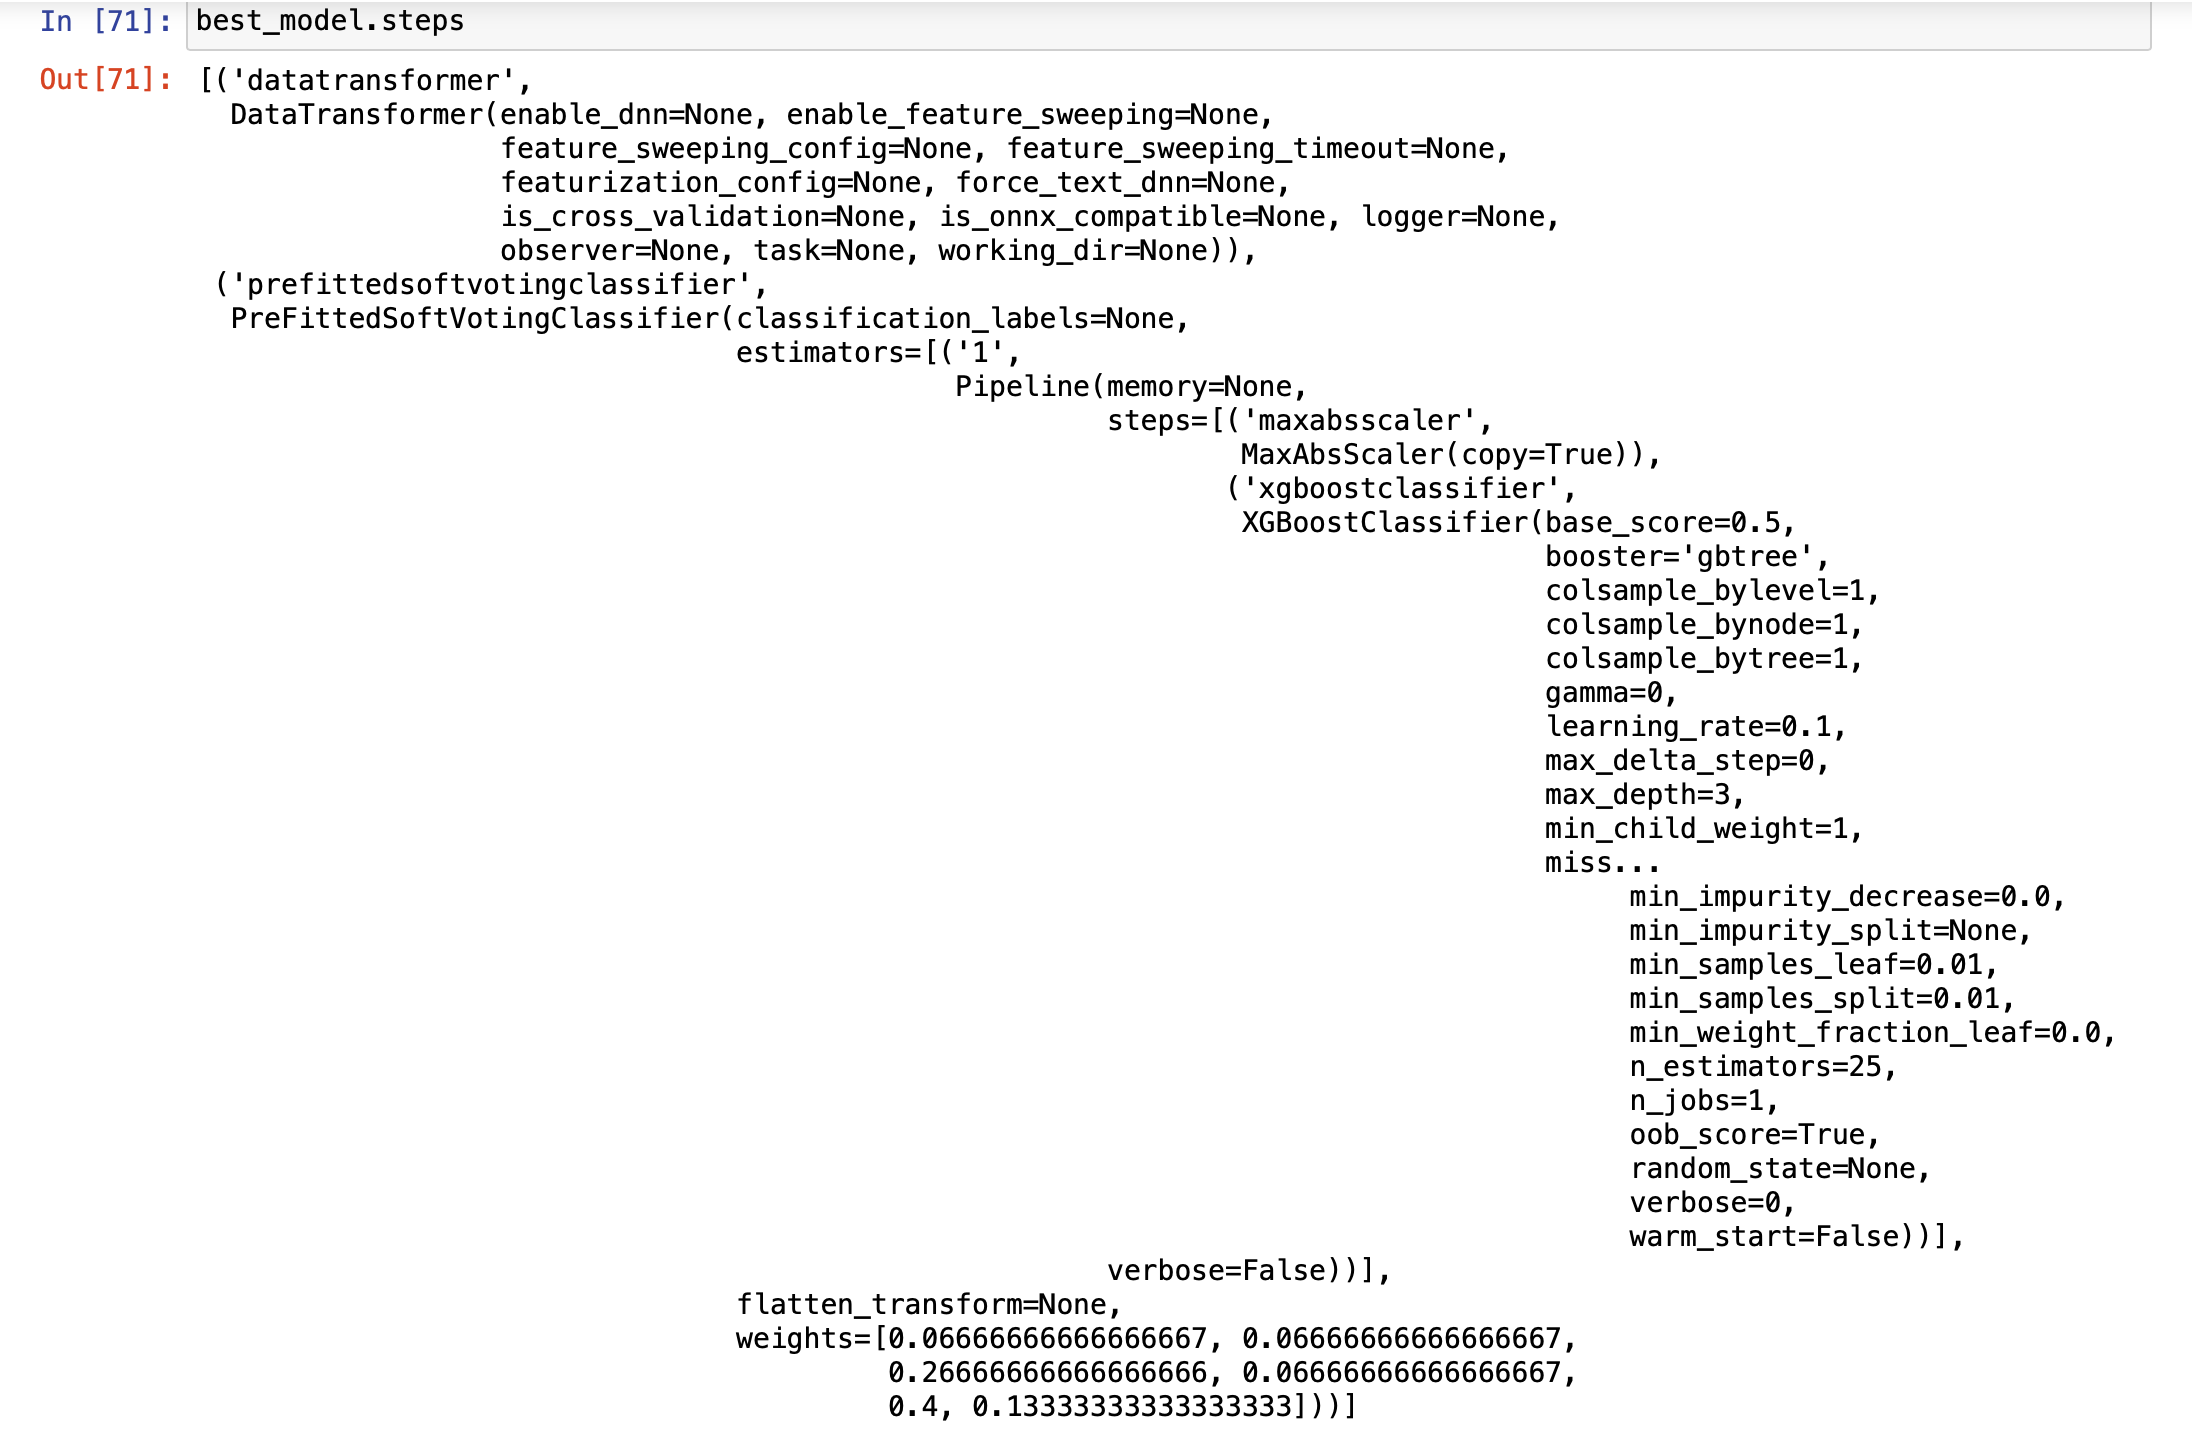 In [71]: best_model.steps
Out[71]: [('datatransformer',
DataTransformer(enable_dnn=None, enable_feature_sweeping=None,
feature_sweeping_config=None, feature_sweeping_timeout=None,
featurization_config=None, force_text_dnn=None,
is_cross_validation=None, is_onnx_compatible=None, logger=None,
observer=None, task=None, working_dir=None)),
('prefittedsoftvotingclassifier',
PreFittedSoftVotingClassifier(classification_labels=None,
estimators=[('1',
Pipeline(memory=None,
steps=[('maxabsscaler',
MaxAbsScaler(copy=True)),
('xgboostclassifier',
XGBoostClassifier(base_score=0.5,
booster='gbtree',
colsample_bylevel=1,
colsample_bynode=1,
colsample_bytree=1,
gamma=0,
learning_rate=0.1,
max_delta_step=0,
max_depth=3,
min_child_weight=1,
miss...
min_impurity_decrease=0.0,
min_impurity_split=None,
min_samples_leaf=0.01,
min_samples_split=0.01,
min_weight_fraction_leaf=0.0,
n_estimators=25,
n_jobs=1,
oob_score=True,
random_state=None,
verbose=0,
warm_start=False))],
verbose=False))],
flatten_transform=None,
weights=[0.06666666666666667, 0.06666666666666667,
0.26666666666666666, 0.06666666666666667,
0.4, 0.13333333333333333]))]